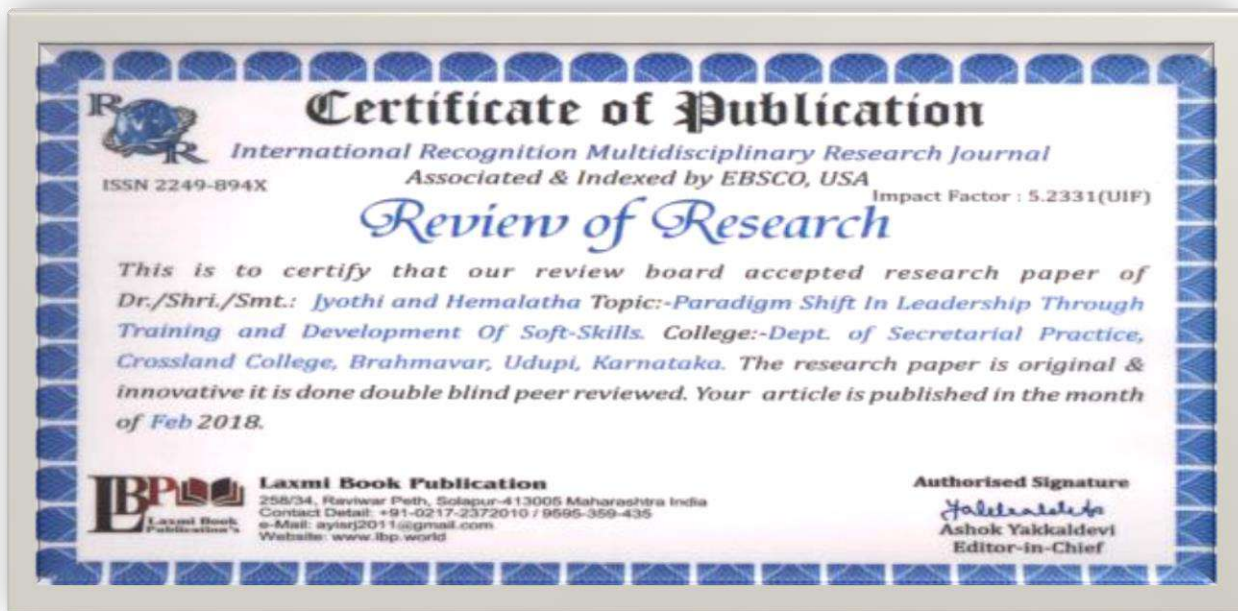 R R
Certificate of Publication
International Recognition Multidisciplinary Research Journal
Associated & Indexed by EBSCO, USA
ISSN 2249-894X
Impact Factor : 5.2331(UIF)
Review of Research
This is to certify that our review board accepted research paper of
Dr./Shri./Smt.: Jyothi and Hemalatha Topic:-Paradigm Shift In Leadership Through
Training and Development Of Soft-Skills. College:-Dept. of Secretarial Practice,
Crossland College, Brahmavar, Udupi, Karnataka. The research paper is original &
innovative it is done double blind peer reviewed. Your article is published in the month
of Feb 2018.
LBP
Laxmi Book
Publication's
Laxmi Book Publication
258/34, Raviwar Peth, Solapur-413005 Maharashtra India
Contact Detail: +91-0217-2372010 / 9595-359-435
e-Mail: ayisrj2011@gmail.com
Website: www.lbp.world
Authorised Signature
Ashok Yakkaldevi
Editor-in-Chief